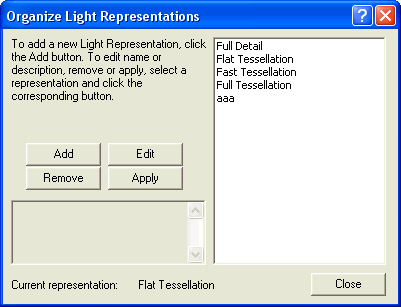 Organize Light Representations
To add a new Light Representation, click
the Add button. To edit name or
description, remove or apply, select a
representation and click the
corresponding button.
Full Detail
Flat Tessellation
Fast Tessellation
Full Tessellation
aaa
Add
Edit
Remove
Apply
Current representation: Flat Tessellation
Close